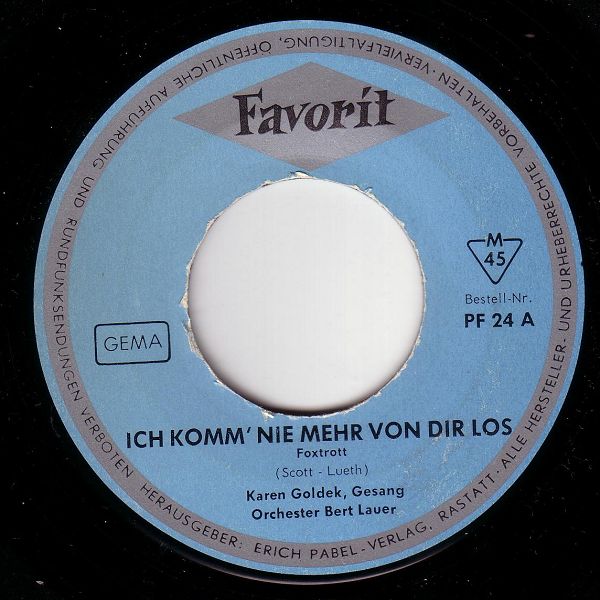 Favorit
M
45
Bestell-Nr.
PF 24 A
GEMA
ICH KOMM' NIE MEHR VON DIR LOS
Foxtrott
(Scott - Lueth)
Karen Goldek, Gesang
Orchester Bert Lauer
HERAUSGEBER: ERICH PABEL-VERLAG, RASTATT · ALLE HERSTELLER- UND URHEBERRECHTE VORBEHALTEN · VERVIELFÄLTIGUNG, ÖFFENTLICHE AUFFÜHRUNG UND RUNDFUNKSENDUNGEN VERBOTEN